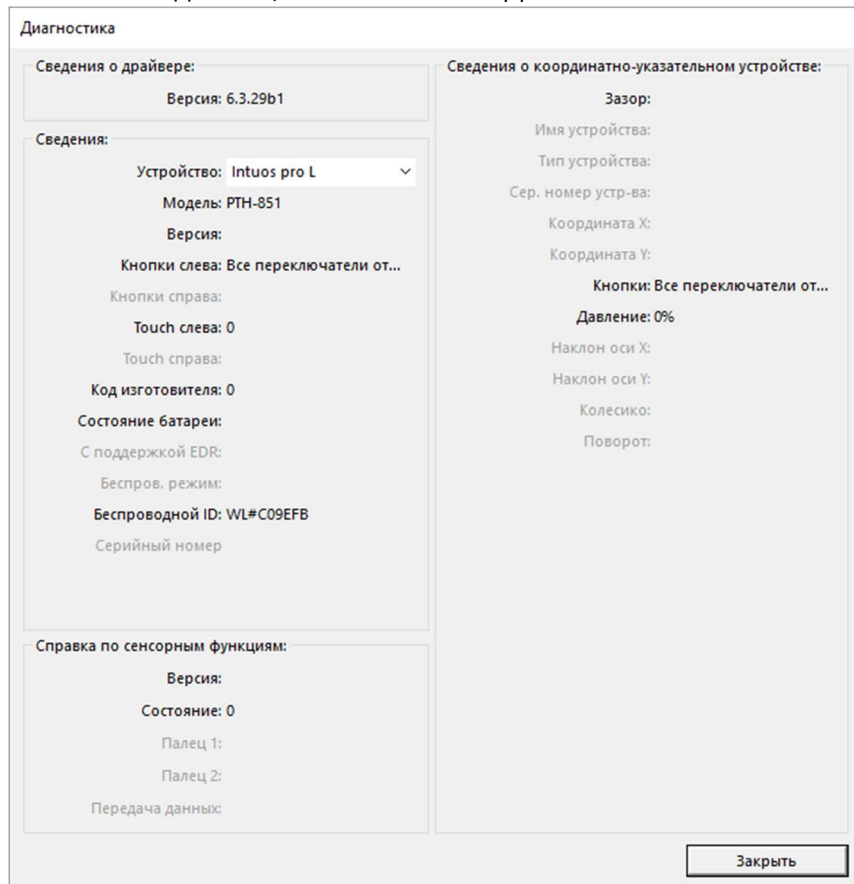 Диагностика
Сведения о драйвере:
Версия: 6.3.29b1
Сведения:
Устройство: Intuos pro L
Модель: PTH-851
Версия:
Кнопки слева: Все переключатели от...
Кнопки справа:
Touch слева: 0
Touch справа:
Код изготовителя: 0
Состояние батареи:
С поддержкой EDR:
Беспров. режим:
Беспроводной ID: WL#C09EFB
Серийный номер
Справка по сенсорным функциям:
Версия:
Состояние: 0
Палец 1:
Палец 2:
Передача данных:
Сведения о координатно-указательном устройстве:
Зазор:
Имя устройства:
Тип устройства:
Сер. номер устр-ва:
Координата X:
Координата Y:
Кнопки: Все переключатели от...
Давление: 0%
Наклон оси X:
Наклон оси Y:
Колесико:
Поворот:
Закрыть